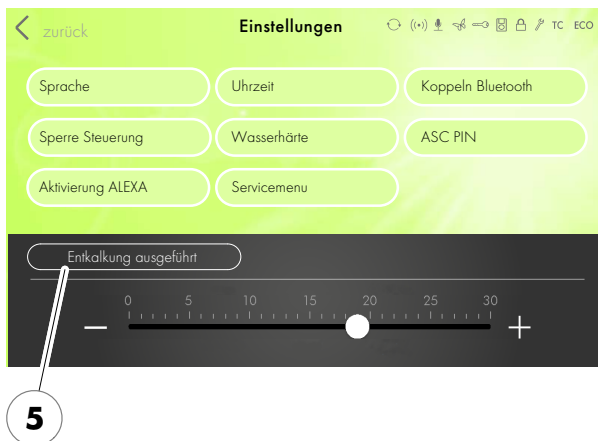 zurück Einstellungen TC ECO
Sprache Uhrzeit Koppeln Bluetooth
Sperre Steuerung Wasserhärte ASC PIN
Aktivierung ALEXA Servicemenu
Entkalkung ausgeführt
0 5 10 15 20 25 30
5